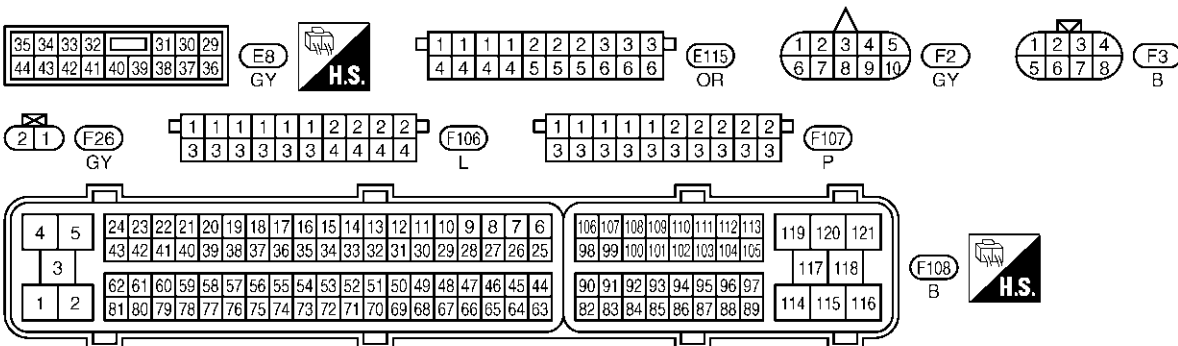 35 34 33 32 31 30 29
44 43 42 41 40 39 38 37 36
E8
GY
H.S.
1 1 1 1 2 2 2 3 3 3
4 4 4 4 5 5 5 6 6 6
E115
OR
1 2 3 4 5
6 7 8 9 10
F2
GY
1 2 3 4
5 6 7 8
F3
B
2 1
F26
GY
1 1 1 1 1 1 2 2 2 2
3 3 3 3 3 3 4 4 4 4
F106
L
1 1 1 1 1 2 2 2 2 2
3 3 3 3 3 3 3 3 3 3
F107
P
4 5
3
1 2
24 23 22 21 20 19 18 17 16 15 14 13 12 11 10 9 8 7 6
43 42 41 40 39 38 37 36 35 34 33 32 31 30 29 28 27 26 25
62 61 60 59 58 57 56 55 54 53 52 51 50 49 48 47 46 45 44
81 80 79 78 77 76 75 74 73 72 71 70 69 68 67 66 65 64 63
106 107 108 109 110 111 112 113
98 99 100 101 102 103 104 105
90 91 92 93 94 95 96 97
82 83 84 85 86 87 88 89
119 120 121
117 118
114 115 116
F108
B
H.S.